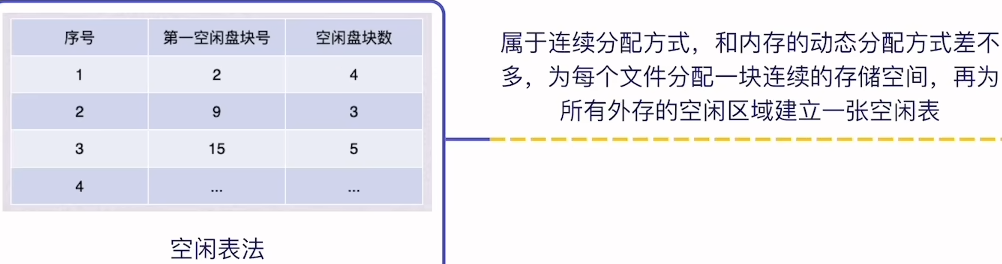 序号 第一空闲盘块号 空闲盘块数
1 2 4
2 9 3
3 15 5
4 ... ...
空闲表法
属于连续分配方式，和内存的动态分配方式差不
多，为每个文件分配一块连续的存储空间，再为
所有外存的空闲区域建立一张空闲表